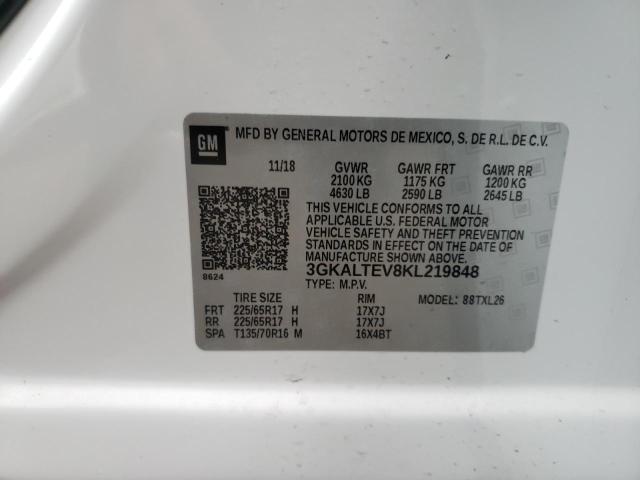 GM
MFD BY GENERAL MOTORS DE MEXICO, S. DE R.L. DE C.V.
11/18 GVWR GAWR FRT GAWR RR
2100 KG 1175 KG 1200 KG
4630 LB 2590 LB 2645 LB
THIS VEHICLE CONFORMS TO ALL
APPLICABLE U.S. FEDERAL MOTOR
VEHICLE SAFETY AND THEFT PREVENTION
STANDARDS IN EFFECT ON THE DATE OF
MANUFACTURE SHOWN ABOVE.
8624 3GKALTEV8KL219848
TYPE: M.P.V.
TIRE SIZE RIM MODEL: 88TXL26
FRT 225/65R17 H 17X7J
RR 225/65R17 H 17X7J
SPA T135/70R16 M 16X4BT